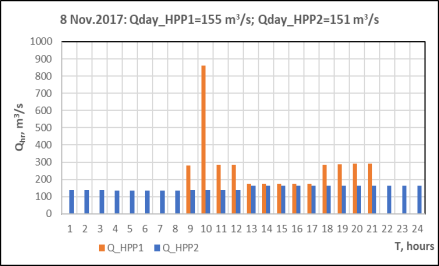 8 Nov.2017: Qday_HPP1=155 m³/s; Qday_HPP2=151 m³/s
1000
900
800
700
600
500
400
300
200
100
0
Qhr, m³/s
1 2 3 4 5 6 7 8 9 10 11 12 13 14 15 16 17 18 19 20 21 22 23 24
Q_HPP1 Q_HPP2 T, hours